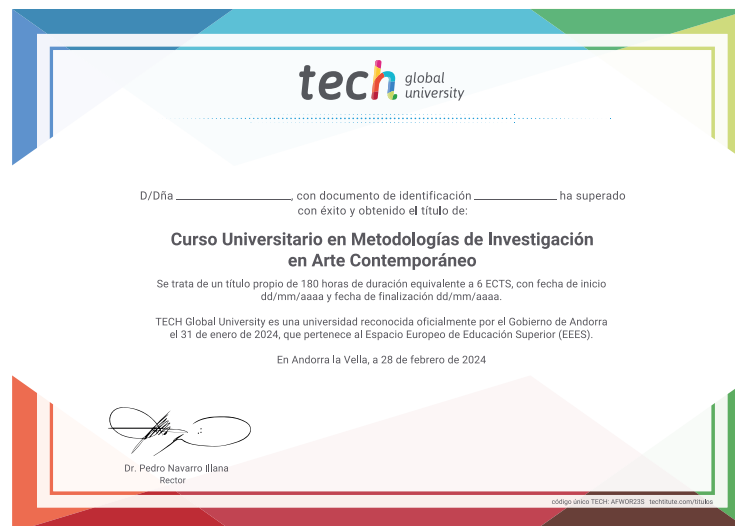 tech global university
D/Dña ____________________, con documento de identificación ______________ ha superado
con éxito y obtenido el título de:
Curso Universitario en Metodologías de Investigación
en Arte Contemporáneo
Se trata de un título propio de 180 horas de duración equivalente a 6 ECTS, con fecha de inicio
dd/mm/aaaa y fecha de finalización dd/mm/aaaa.
TECH Global University es una universidad reconocida oficialmente por el Gobierno de Andorra
el 31 de enero de 2024, que pertenece al Espacio Europeo de Educación Superior (EEES).
En Andorra la Vella, a 28 de febrero de 2024
Dr. Pedro Navarro Illana
Rector
código único TECH: AFWOR23S techtitute.com/titulos